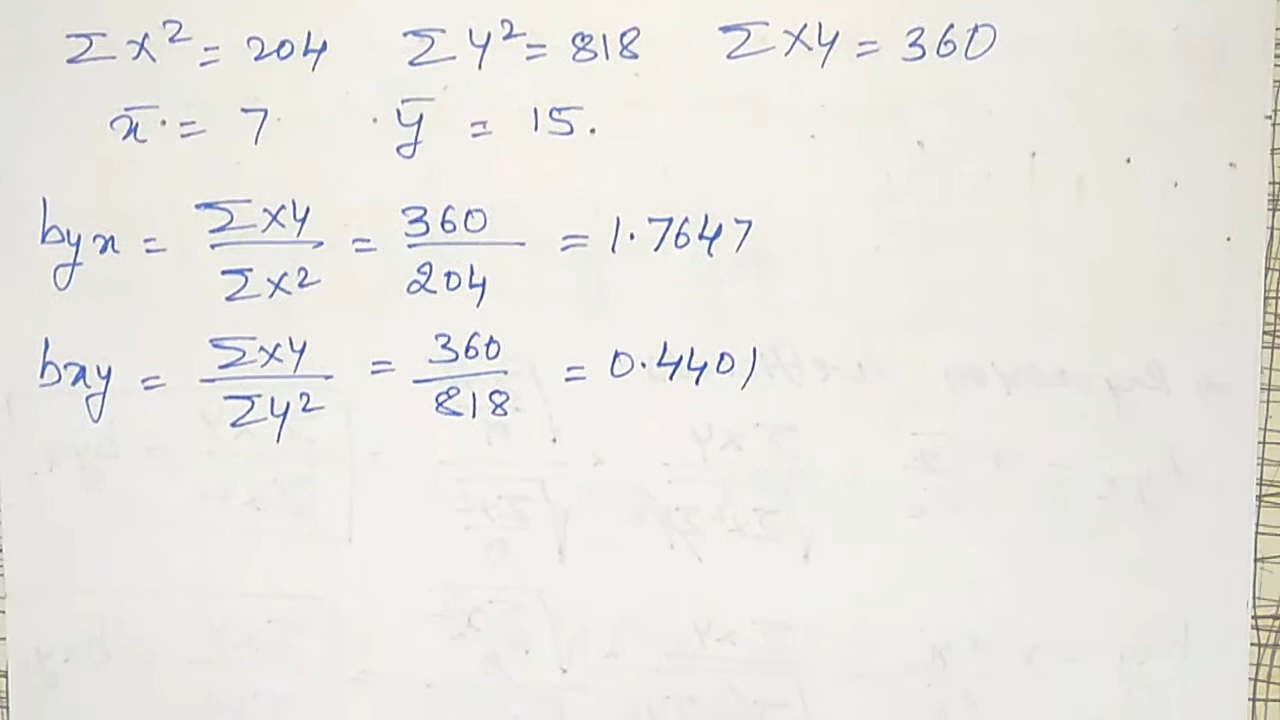 Σx² = 204 Σy² = 818 Σxy = 360
x̄ = 7 ȳ = 15.
byx = Σxy / Σx² = 360 / 204 = 1.7647
bxy = Σxy / Σy² = 360 / 818 = 0.4401